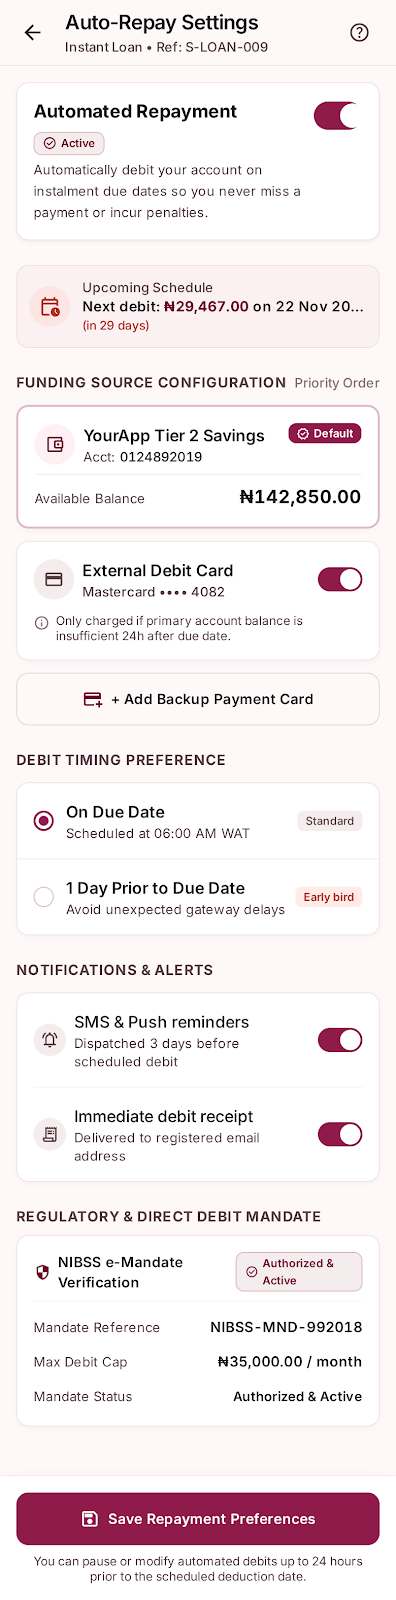 Auto-Repay Settings
Instant Loan • Ref: S-LOAN-009
Automated Repayment
Active
Automatically debit your account on
instalment due dates so you never miss a
payment or incur penalties.
Upcoming Schedule
Next debit: ₦29,467.00 on 22 Nov 20...
(in 29 days)
FUNDING SOURCE CONFIGURATION Priority Order
YourApp Tier 2 Savings Default
Acct: 0124892019
Available Balance ₦142,850.00
External Debit Card
Mastercard •••• 4082
Only charged if primary account balance is
insufficient 24h after due date.
+ Add Backup Payment Card
DEBIT TIMING PREFERENCE
On Due Date
Scheduled at 06:00 AM WAT
Standard
1 Day Prior to Due Date
Avoid unexpected gateway delays
Early bird
NOTIFICATIONS & ALERTS
SMS & Push reminders
Dispatched 3 days before
scheduled debit
Immediate debit receipt
Delivered to registered email
address
REGULATORY & DIRECT DEBIT MANDATE
NIBSS e-Mandate
Verification
Authorized &
Active
Mandate Reference NIBSS-MND-992018
Max Debit Cap ₦35,000.00 / month
Mandate Status Authorized & Active
Save Repayment Preferences
You can pause or modify automated debits up to 24 hours
prior to the scheduled deduction date.